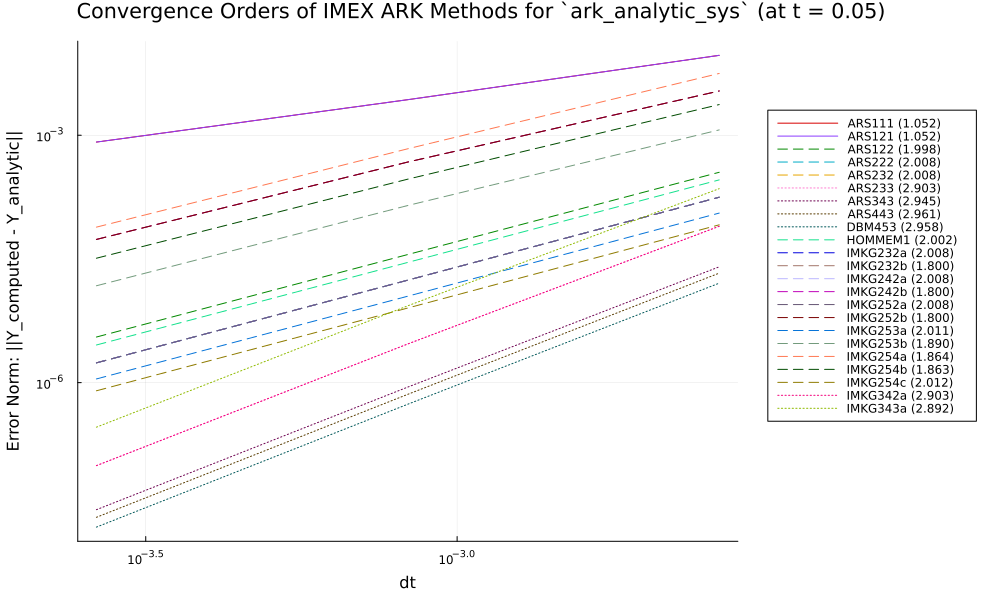 Convergence Orders of IMEX ARK Methods for `ark_analytic_sys` (at t = 0.05)
Error Norm: ||Y_computed - Y_analytic||
10⁻³
10⁻⁶
10⁻³·⁵
10⁻³·⁰
dt
ARS111 (1.052)
ARS121 (1.052)
ARS122 (1.998)
ARS222 (2.008)
ARS232 (2.008)
ARS233 (2.903)
ARS343 (2.945)
ARS443 (2.961)
DBM453 (2.958)
HOMMEM1 (2.002)
IMKG232a (2.008)
IMKG232b (1.800)
IMKG242a (2.008)
IMKG242b (1.800)
IMKG252a (2.008)
IMKG252b (1.800)
IMKG253a (2.011)
IMKG253b (1.890)
IMKG254a (1.864)
IMKG254b (1.863)
IMKG254c (2.012)
IMKG342a (2.903)
IMKG343a (2.892)